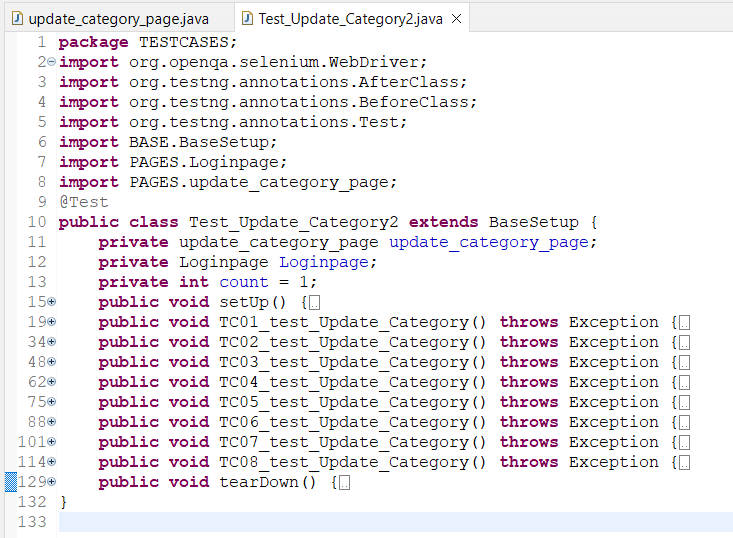 update_category_page.java Test_Update_Category2.java
1 package TESTCASES;
2 import org.openqa.selenium.WebDriver;
3 import org.testng.annotations.AfterClass;
4 import org.testng.annotations.BeforeClass;
5 import org.testng.annotations.Test;
6 import BASE.BaseSetup;
7 import PAGES.Loginpage;
8 import PAGES.update_category_page;
9 @Test
10 public class Test_Update_Category2 extends BaseSetup {
11 private update_category_page update_category_page;
12 private Loginpage Loginpage;
13 private int count = 1;
15 public void setUp() {
19 public void TC01_test_Update_Category() throws Exception {
34 public void TC02_test_Update_Category() throws Exception {
48 public void TC03_test_Update_Category() throws Exception {
62 public void TC04_test_Update_Category() throws Exception {
75 public void TC05_test_Update_Category() throws Exception {
88 public void TC06_test_Update_Category() throws Exception {
101 public void TC07_test_Update_Category() throws Exception {
114 public void TC08_test_Update_Category() throws Exception {
129 public void tearDown() {
132 }
133